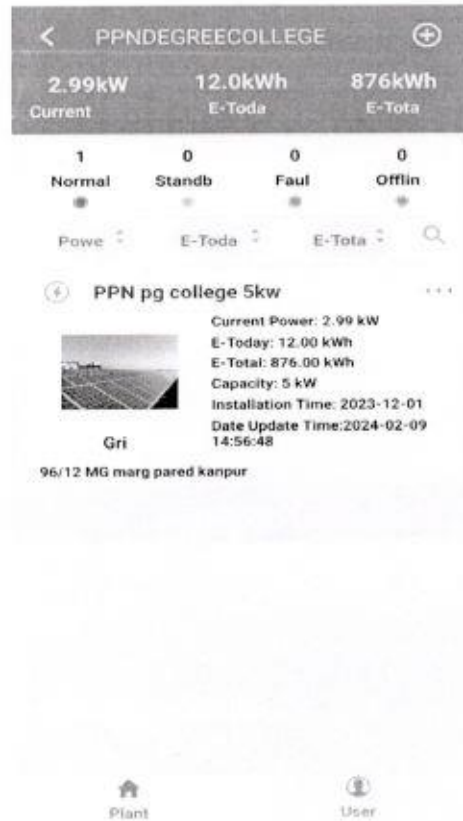 PPNDEGREECOLLEGE
2.99kW 12.0kWh 876kWh
Current E-Toda E-Tota
1 0 0 0
Normal Standb Faul Offlin
Powe E-Toda E-Tota
PPN pg college 5kw
Current Power: 2.99 kW
E-Today: 12.00 kWh
E-Total: 876.00 kWh
Capacity: 5 kW
Installation Time: 2023-12-01
Date Update Time:2024-02-09
14:56:48
Gri
96/12 MG marg pared kanpur
Plant User